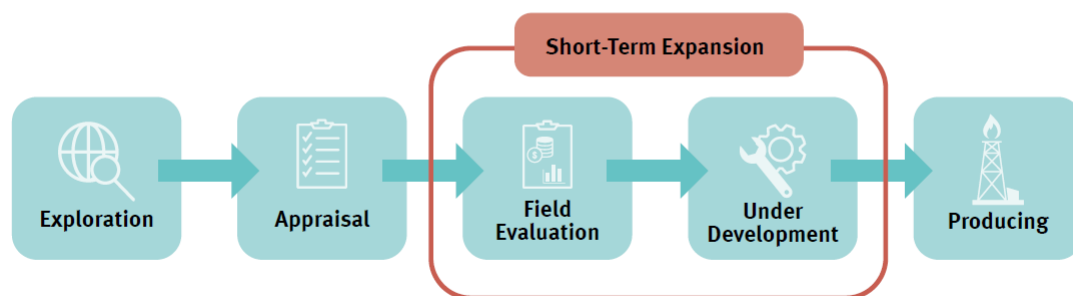 Short-Term Expansion
Exploration
Appraisal
Field
Evaluation
Under
Development
Producing